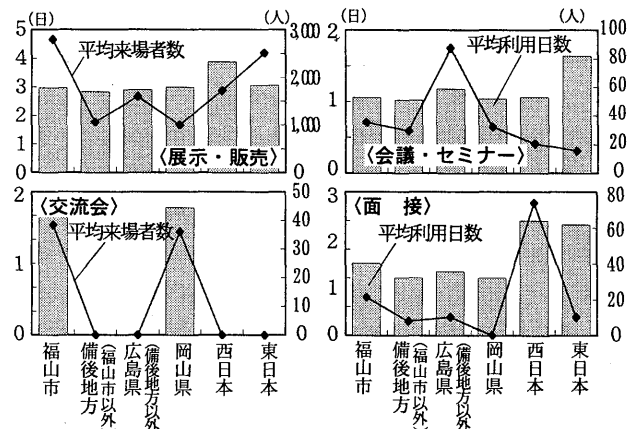 (日)
(人)
5
4
3
2
1
0
3,000
2,000
1,000
0
平均来場者数
〈展示・販売〉
(日)
(人)
2
1
0
100
80
60
40
20
0
平均利用日数
〈会議・セミナー〉
2
1
0
50
40
30
20
10
0
〈交流会〉
平均来場者数
3
2
1
0
80
60
40
20
0
〈面 接〉
平均利用日数
福山市
備後地方
(福山市以外)
広島県
(備後地方以外)
岡山県
西日本
東日本
福山市
備後地方
(福山市以外)
広島県
(備後地方以外)
岡山県
西日本
東日本